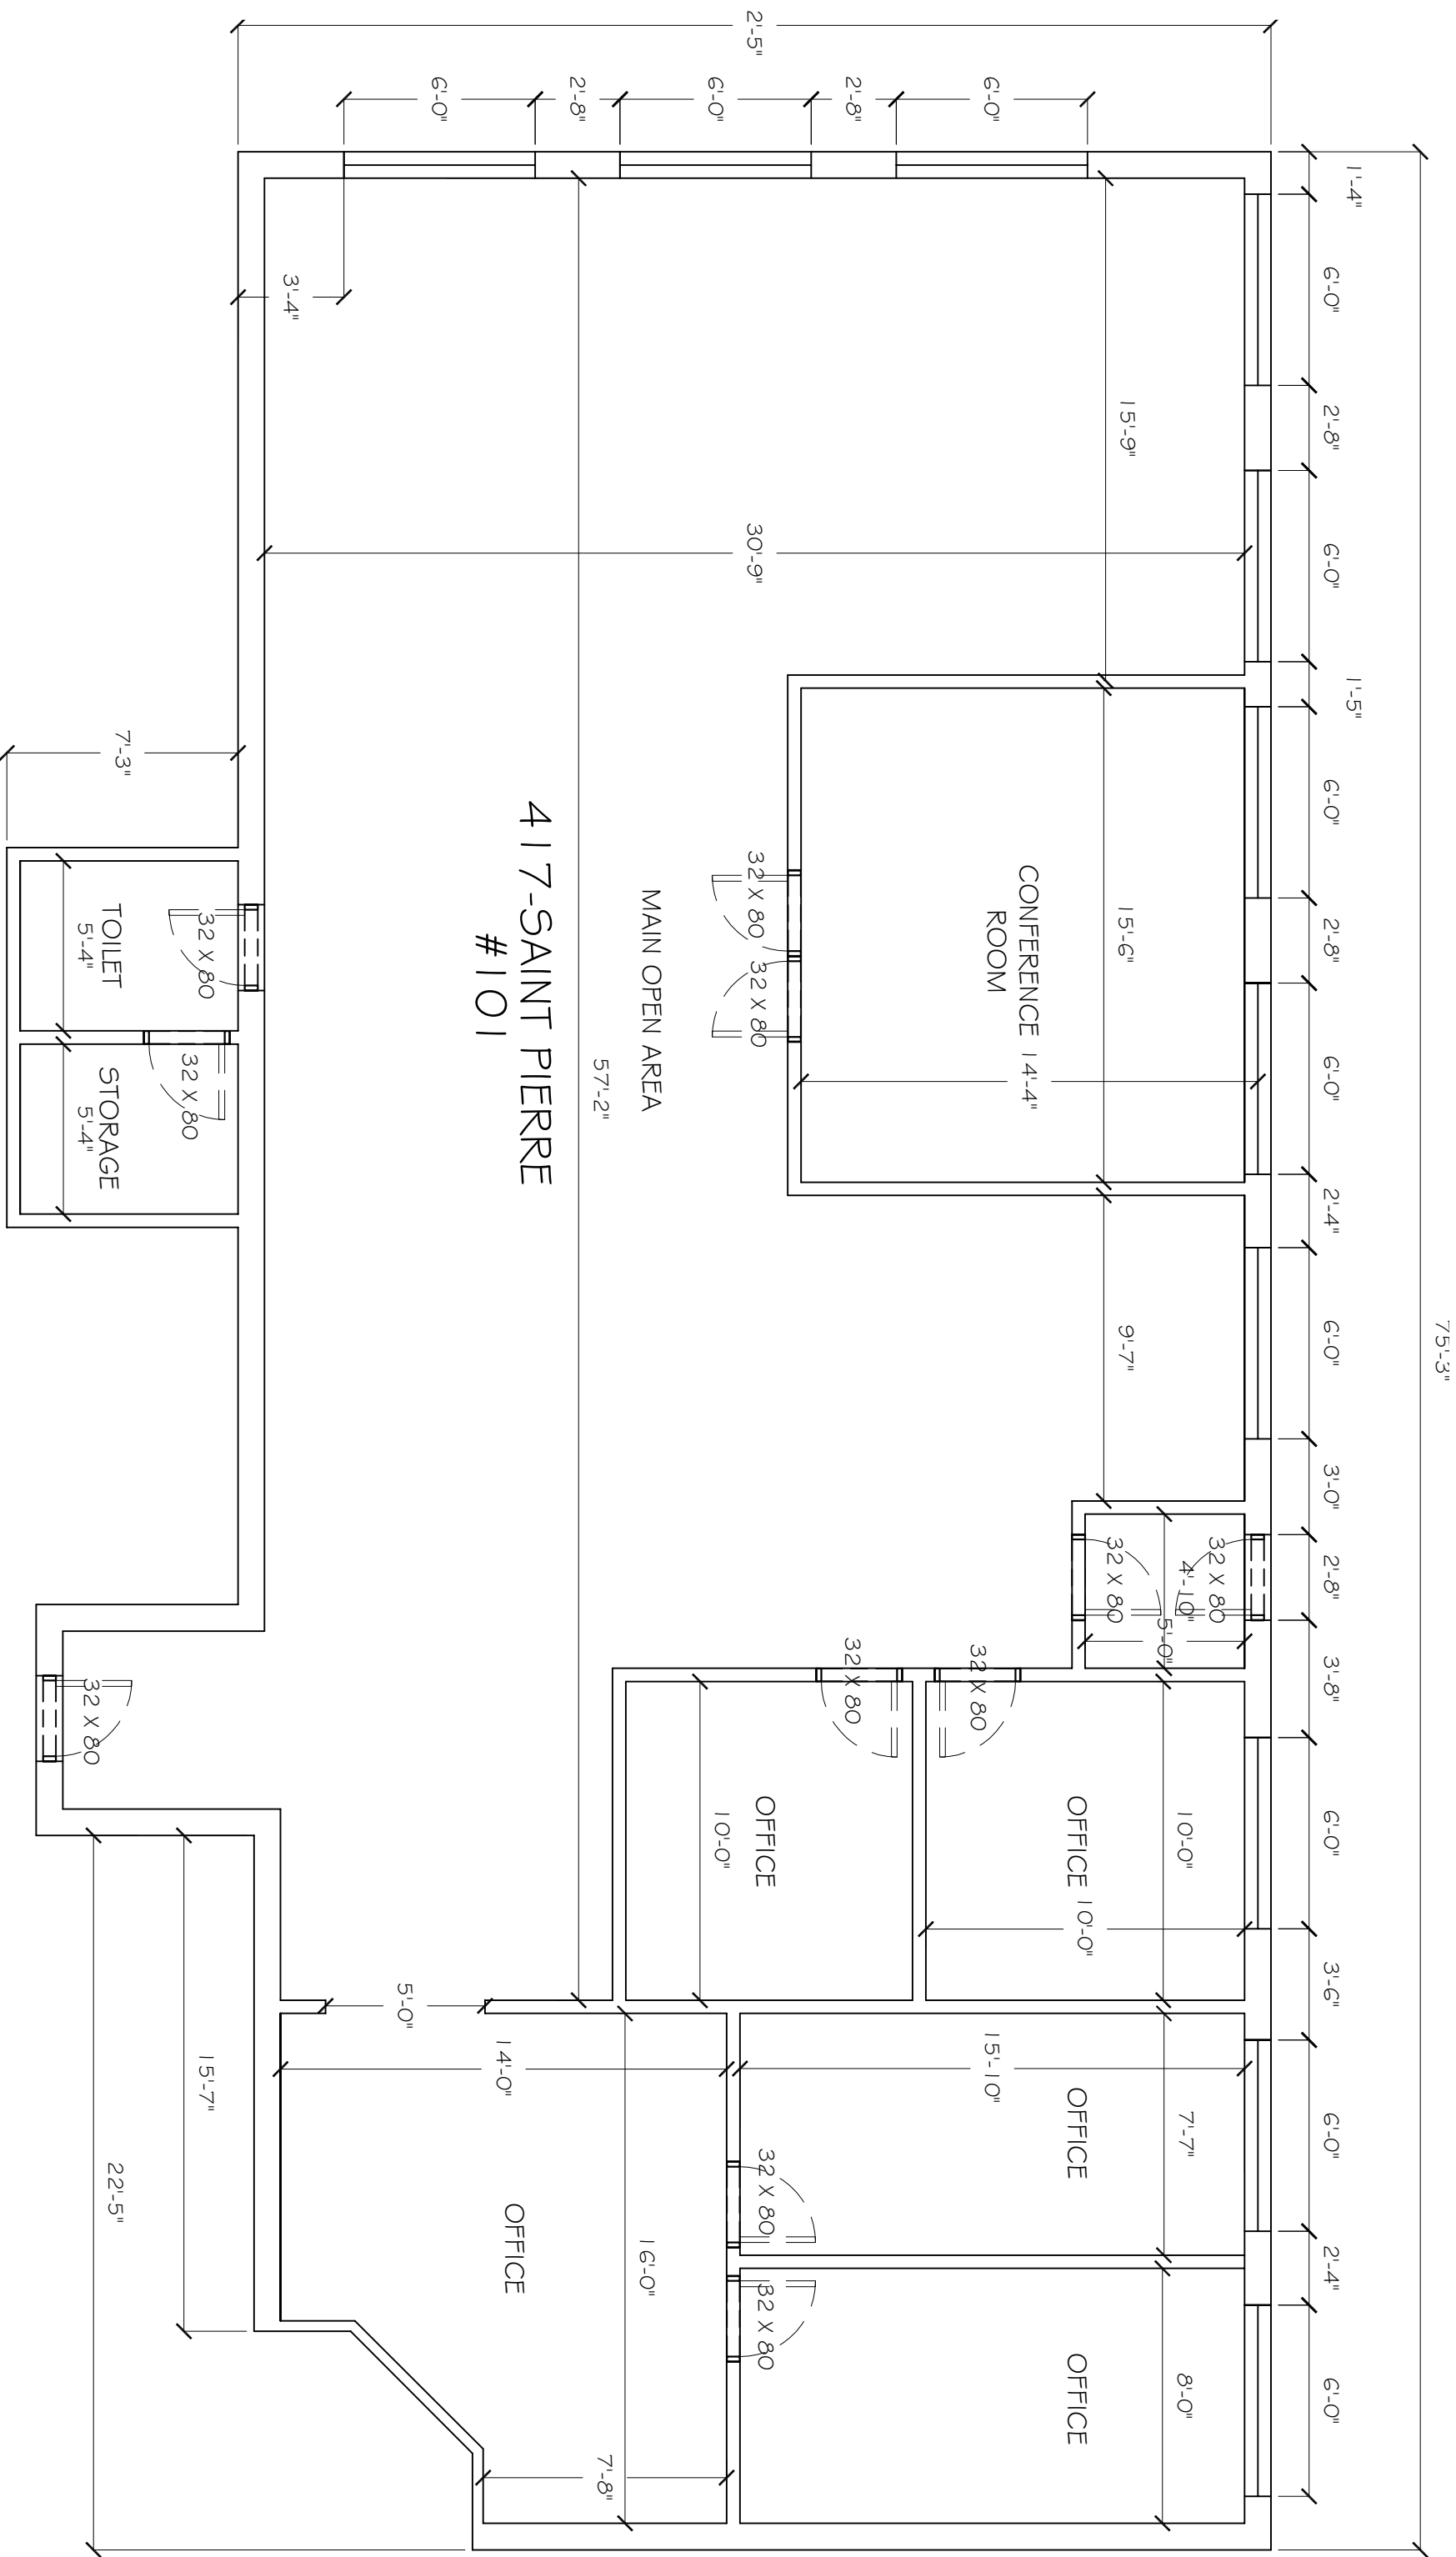 75'-3"
1'-4"
6'-0"
2'-8"
6'-0"
1'-5"
6'-0"
2'-8"
6'-0"
2'-4"
6'-0"
3'-0"
2'-8"
3'-8"
6'-0"
3'-6"
6'-0"
2'-4"
6'-0"
2'-5"
6'-0"
2'-8"
6'-0"
2'-8"
6'-0"
3'-4"
15'-9"
30'-9"
CONFERENCE
ROOM
14'-4"
15'-6"
32 X 80
32 X 80
9'-7"
32 X 80
32 X 80
4'-10"
5'-0"
MAIN OPEN AREA
57'-2"
417-SAINT PIERRE
#101
7'-3"
TOILET
5'-4"
32 X 80
STORAGE
5'-4"
32 X 80
32 X 80
32 X 80
32 X 80
OFFICE
10'-0"
10'-0"
OFFICE
10'-0"
OFFICE
15'-10"
7'-7"
32 X 80
OFFICE
8'-0"
32 X 80
OFFICE
14'-0"
16'-0"
5'-0"
7'-8"
15'-7"
22'-5"